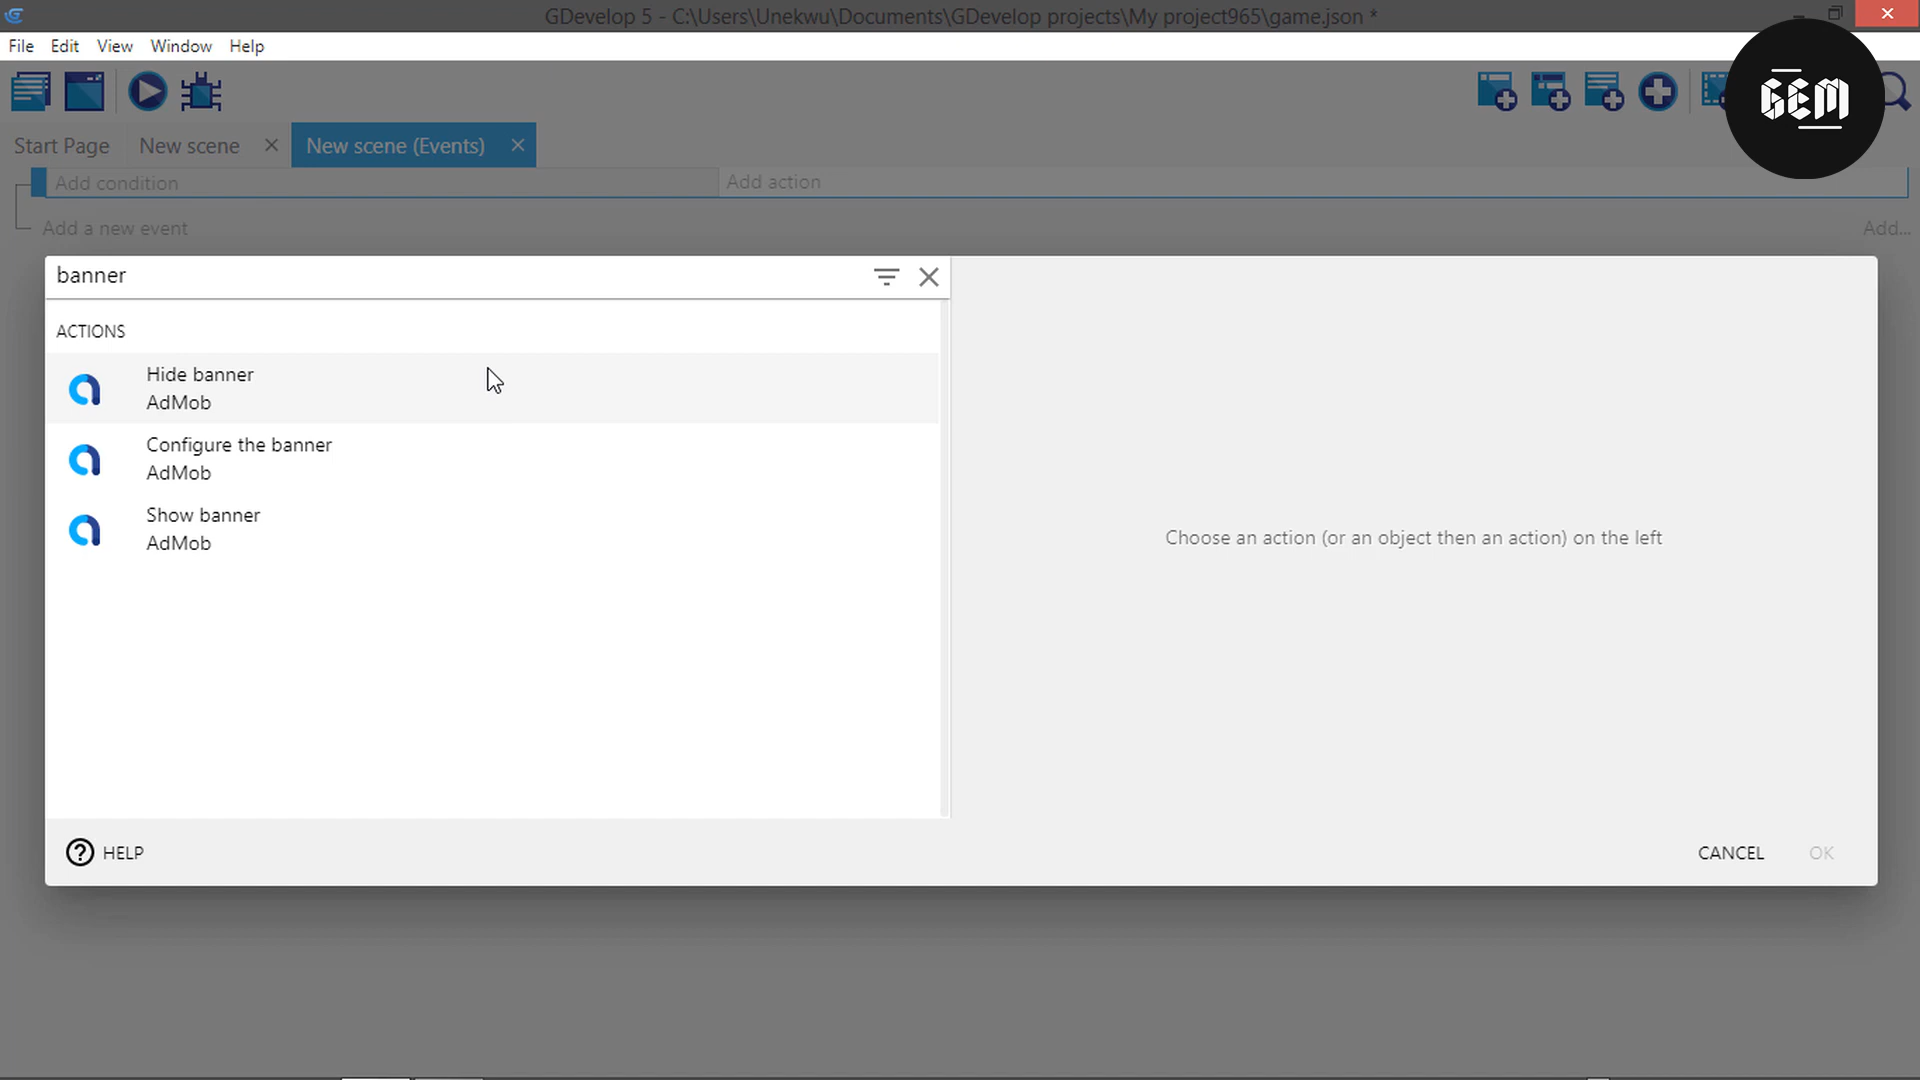 GDevelop 5 - C:\Users\Unekwu\Documents\GDevelop projects\My project965\game.json *
File Edit View Window Help
GEM
Start Page New scene New scene (Events)
Add condition Add action
Add a new event Add...
banner
ACTIONS
Hide banner
AdMob
Configure the banner
AdMob
Show banner
AdMob
Choose an action (or an object then an action) on the left
HELP CANCEL OK